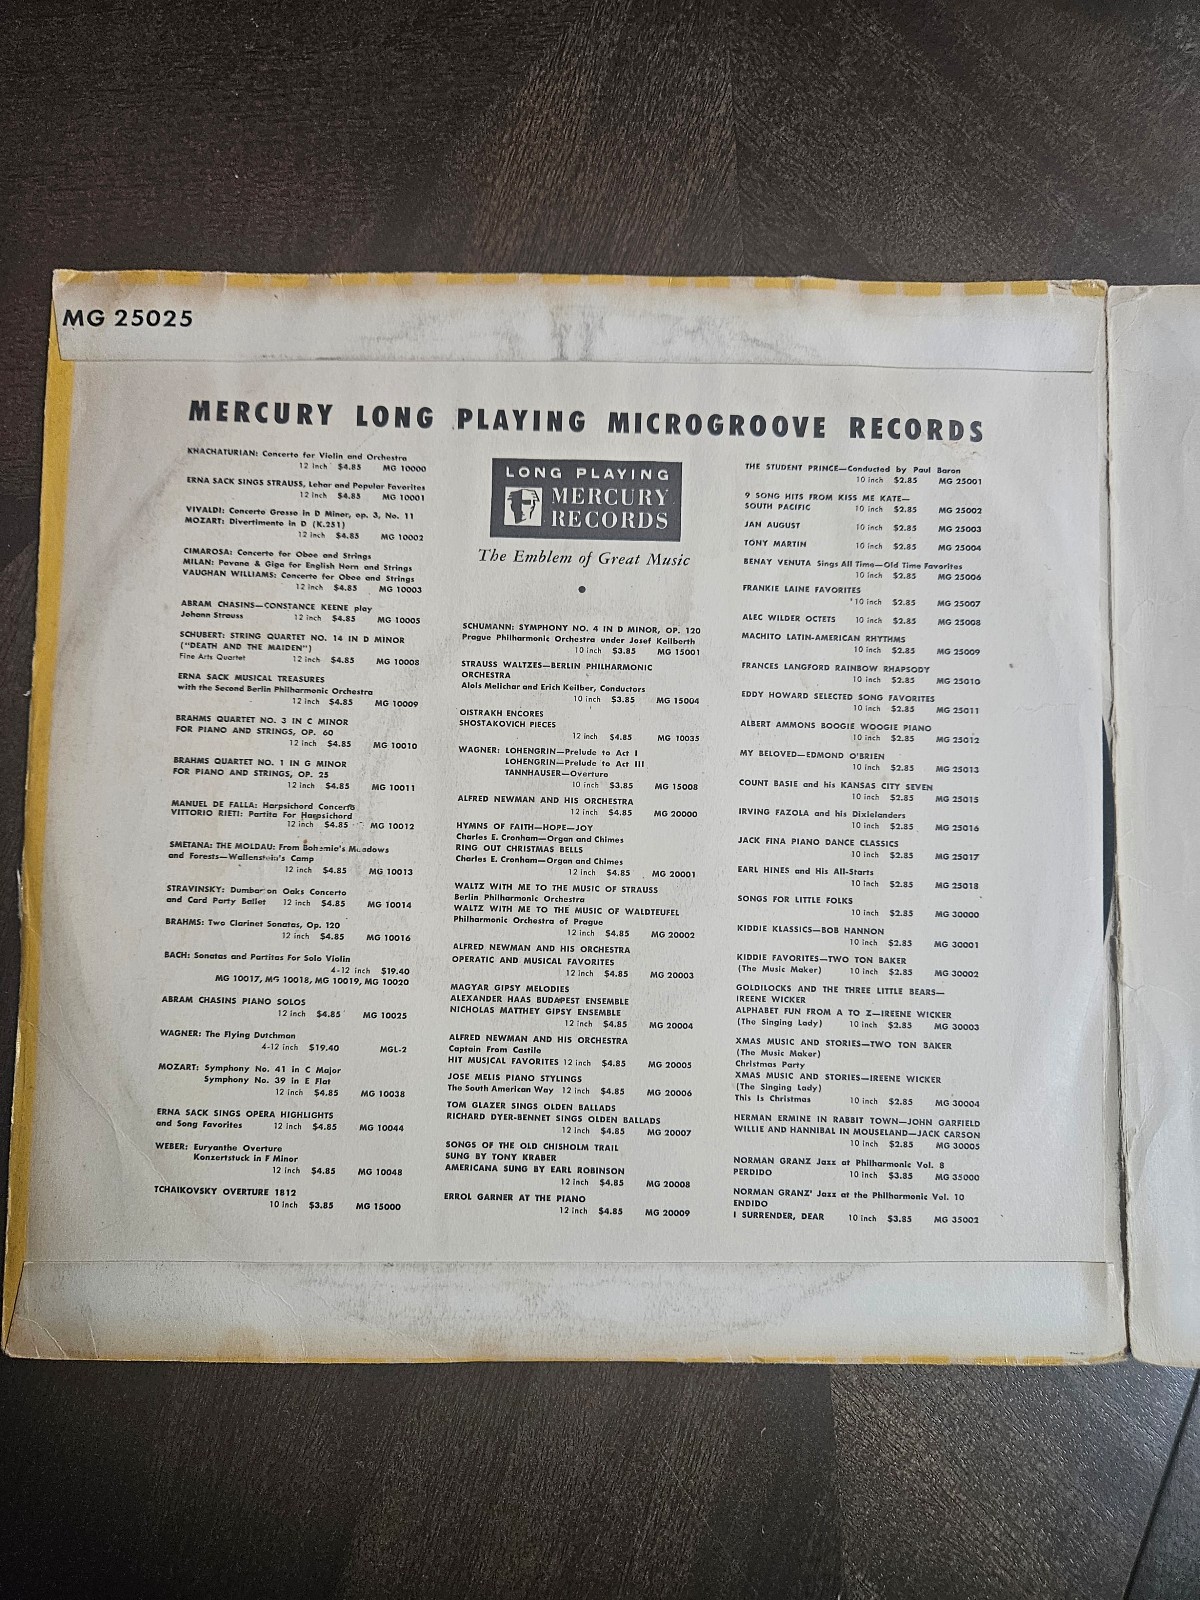 MG 25025
MERCURY LONG PLAYING MICROGROOVE RECORDS
KHACHATURIAN: Concerto for Violin and Orchestra
12 inch $4.85 MG 10000
ERNA SACK SINGS STRAUSS, Lehar and Popular Favorites
12 inch $4.85 MG 10001
VIVALDI: Concerto Grosso in D Minor, op. 3, No. 11
MOZART: Divertimento in D (K.251)
12 inch $4.85 MG 10002
CIMAROSA: Concerto for Oboe and Strings
MILAN: Pavane & Giga for English Horn and Strings
VAUGHAN WILLIAMS: Concerto for Oboe and Strings
12 inch $4.85 MG 10003
ABRAM CHASINS—CONSTANCE KEENE play
Johann Strauss 12 inch $4.85 MG 10005
SCHUBERT: STRING QUARTET NO. 14 IN D MINOR
("DEATH AND THE MAIDEN")
Fine Arts Quartet 12 inch $4.85 MG 10008
ERNA SACK MUSICAL TREASURES
with the Second Berlin Philharmonic Orchestra
12 inch $4.85 MG 10009
BRAHMS QUARTET NO. 3 IN C MINOR
FOR PIANO AND STRINGS, OP. 60
12 inch $4.85 MG 10010
BRAHMS QUARTET NO. 1 IN G MINOR
FOR PIANO AND STRINGS, OP. 25
12 inch $4.85 MG 10011
MANUEL DE FALLA: Harpsichord Concerto
VITTORIO RIETI: Partita For Harpsichord
12 inch $4.85 MG 10012
SMETANA: THE MOLDAU: From Bohemia's Meadows
and Forests—Wallenstein's Camp
12 inch $4.85 MG 10013
STRAVINSKY: Dumbarton Oaks Concerto
and Card Party Ballet 12 inch $4.85 MG 10014
BRAHMS: Two Clarinet Sonatas, Op. 120
12 inch $4.85 MG 10016
BACH: Sonatas and Partitas For Solo Violin
4-12 inch $19.40
MG 10017, MG 10018, MG 10019, MG 10020
ABRAM CHASINS PIANO SOLOS
12 inch $4.85 MG 10025
WAGNER: The Flying Dutchman
4-12 inch $19.40 MGL-2
MOZART: Symphony No. 41 in C Major
Symphony No. 39 in E Flat
12 inch $4.85 MG 10038
ERNA SACK SINGS OPERA HIGHLIGHTS
and Song Favorites 12 inch $4.85 MG 10044
WEBER: Euryanthe Overture
Konzertstuck in F Minor
12 inch $4.85 MG 10048
TCHAIKOVSKY OVERTURE 1812
10 inch $3.85 MG 15000
LONG PLAYING
MERCURY
RECORDS
The Emblem of Great Music
SCHUMANN: SYMPHONY NO. 4 IN D MINOR, OP. 120
Prague Philharmonic Orchestra under Josef Keilberth
10 inch $3.85 MG 15001
STRAUSS WALTZES—BERLIN PHILHARMONIC
ORCHESTRA
Alois Melichar and Erich Keilber, Conductors
10 inch $3.85 MG 15004
OISTRAKH ENCORES
SHOSTAKOVICH PIECES
12 inch $4.85 MG 10035
WAGNER: LOHENGRIN—Prelude to Act I
LOHENGRIN—Prelude to Act III
TANNHAUSER—Overture
10 inch $3.85 MG 15008
ALFRED NEWMAN AND HIS ORCHESTRA
12 inch $4.85 MG 20000
HYMNS OF FAITH—HOPE—JOY
Charles E. Cronham—Organ and Chimes
RING OUT CHRISTMAS BELLS
Charles E. Cronham—Organ and Chimes
12 inch $4.85 MG 20001
WALTZ WITH ME TO THE MUSIC OF STRAUSS
Berlin Philharmonic Orchestra
WALTZ WITH ME TO THE MUSIC OF WALDTEUFEL
Philharmonic Orchestra of Prague
12 inch $4.85 MG 20002
ALFRED NEWMAN AND HIS ORCHESTRA
OPERATIC AND MUSICAL FAVORITES
12 inch $4.85 MG 20003
MAGYAR GIPSY MELODIES
ALEXANDER HAAS BUDAPEST ENSEMBLE
NICHOLAS MATTHEY GIPSY ENSEMBLE
12 inch $4.85 MG 20004
ALFRED NEWMAN AND HIS ORCHESTRA
Captain From Castile
HIT MUSICAL FAVORITES 12 inch $4.85 MG 20005
JOSE MELIS PIANO STYLINGS
The South American Way 12 inch $4.85 MG 20006
TOM GLAZER SINGS OLDEN BALLADS
RICHARD DYER-BENNET SINGS OLDEN BALLADS
12 inch $4.85 MG 20007
SONGS OF THE OLD CHISHOLM TRAIL
SUNG BY TONY KRABER
AMERICANA SUNG BY EARL ROBINSON
12 inch $4.85 MG 20008
ERROL GARNER AT THE PIANO
12 inch $4.85 MG 20009
THE STUDENT PRINCE—Conducted by Paul Baron
10 inch $2.85 MG 25001
9 SONG HITS FROM KISS ME KATE—
SOUTH PACIFIC 10 inch $2.85 MG 25002
JAN AUGUST 10 inch $2.85 MG 25003
TONY MARTIN 10 inch $2.85 MG 25004
BENAY VENUTA Sings All Time—Old Time Favorites
10 inch $2.85 MG 25006
FRANKIE LAINE FAVORITES
10 inch $2.85 MG 25007
ALEC WILDER OCTETS 10 inch $2.85 MG 25008
MACHITO LATIN-AMERICAN RHYTHMS
10 inch $2.85 MG 25009
FRANCES LANGFORD RAINBOW RHAPSODY
10 inch $2.85 MG 25010
EDDY HOWARD SELECTED SONG FAVORITES
10 inch $2.85 MG 25011
ALBERT AMMONS BOOGIE WOOGIE PIANO
10 inch $2.85 MG 25012
MY BELOVED—EDMOND O'BRIEN
10 inch $2.85 MG 25013
COUNT BASIE and his KANSAS CITY SEVEN
10 inch $2.85 MG 25015
IRVING FAZOLA and his Dixielanders
10 inch $2.85 MG 25016
JACK FINA PIANO DANCE CLASSICS
10 inch $2.85 MG 25017
EARL HINES and His All-Starts
10 inch $2.85 MG 25018
SONGS FOR LITTLE FOLKS
10 inch $2.85 MG 30000
KIDDIE KLASSICS—BOB HANNON
10 inch $2.85 MG 30001
KIDDIE FAVORITES—TWO TON BAKER
(The Music Maker) 10 inch $2.85 MG 30002
GOLDILOCKS AND THE THREE LITTLE BEARS—
IREENE WICKER
ALPHABET FUN FROM A TO Z—IREENE WICKER
(The Singing Lady) 10 inch $2.85 MG 30003
XMAS MUSIC AND STORIES—TWO TON BAKER
(The Music Maker)
Christmas Party
XMAS MUSIC AND STORIES—IREENE WICKER
(The Singing Lady)
This Is Christmas 10 inch $2.85 MG 30004
HERMAN ERMINE IN RABBIT TOWN—JOHN GARFIELD
WILLIE AND HANNIBAL IN MOUSELAND—JACK CARSON
10 inch $2.85 MG 30005
NORMAN GRANZ Jazz at Philharmonic Vol. 8
PERDIDO 10 inch $3.85 MG 35000
NORMAN GRANZ' Jazz at the Philharmonic Vol. 10
ENDIDO
I SURRENDER, DEAR 10 inch $3.85 MG 35002